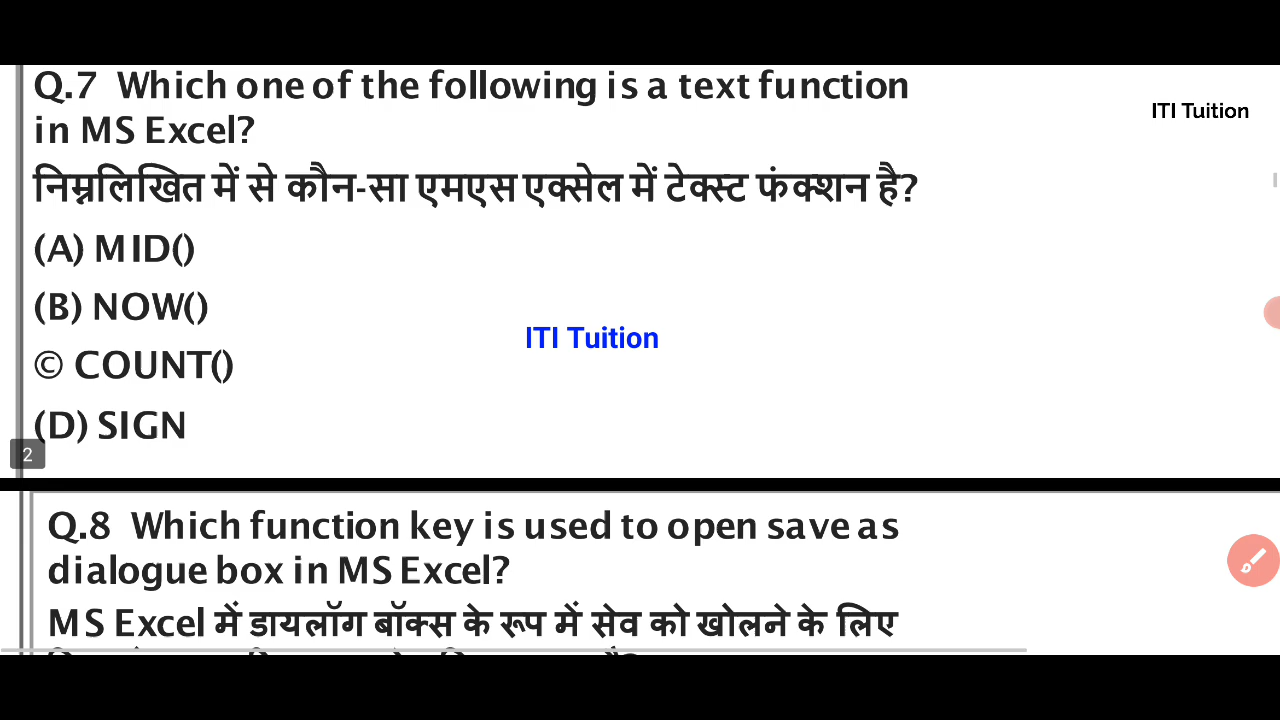 Q.7 Which one of the following is a text function
in MS Excel?
ITI Tuition
निम्नलिखित में से कौन-सा एमएस एक्सेल में टेक्स्ट फंक्शन है?
(A) MID()
(B) NOW()
ITI Tuition
© COUNT()
(D) SIGN
2
Q.8 Which function key is used to open save as
dialogue box in MS Excel?
MS Excel में डायलॉग बॉक्स के रूप में सेव को खोलने के लिए